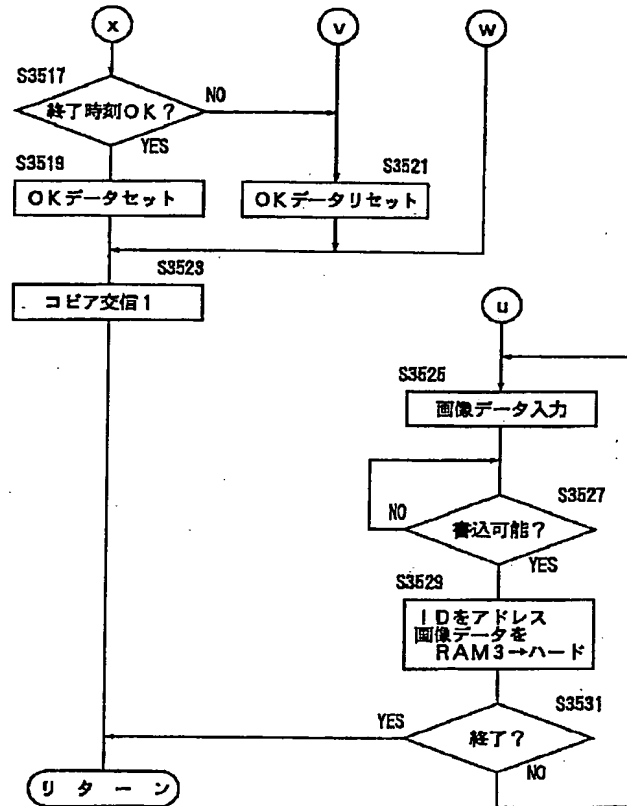 x
v
w
S3517
終了時刻OK?
NO
YES
S3519
OKデータセット
S3521
OKデータリセット
S3523
コピア交信1
u
S3525
画像データ入力
S3527
書込可能?
NO
YES
S3529
IDをアドレス
画像データを
RAM3→ハード
S3531
終了?
YES
NO
リターン